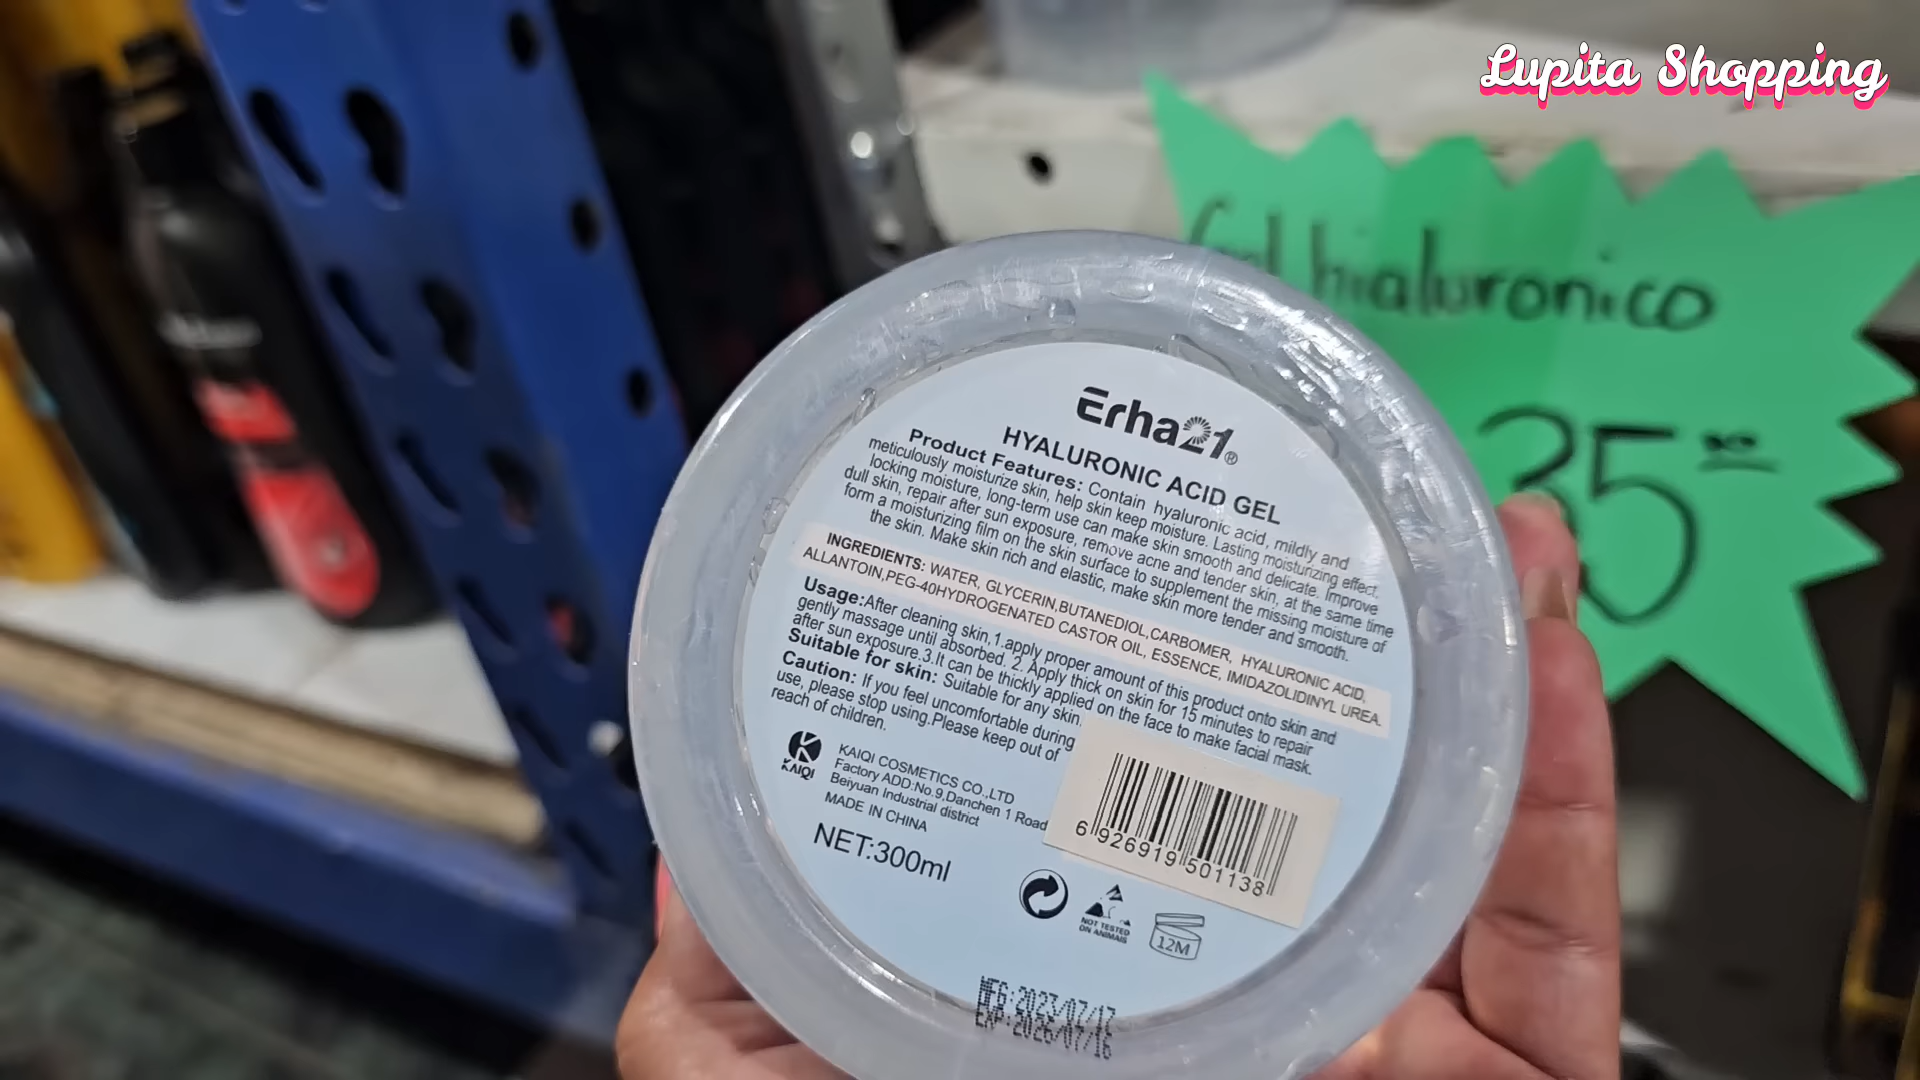 Lupita Shopping
Gel hialuronico
35
Erha21®
HYALURONIC ACID GEL
Product Features: Contain hyaluronic acid, mildly and
meticulously moisturize skin, help skin keep moisture. Lasting moisturizing effect.
locking moisture, long-term use can make skin smooth and delicate. Improve
dull skin, repair after sun exposure, remove acne and tender skin, at the same time
form a moisturizing film on the skin surface to supplement the missing moisture of
the skin. Make skin rich and elastic, make skin more tender and smooth.
INGREDIENTS: WATER, GLYCERIN,BUTANEDIOL,CARBOMER, HYALURONIC ACID,
ALLANTOIN,PEG-40HYDROGENATED CASTOR OIL, ESSENCE, IMIDAZOLIDINYL UREA.
Usage:After cleaning skin,1.apply proper amount of this product onto skin and
gently massage until absorbed. 2. Apply thick on skin for 15 minutes to repair
after sun exposure.3.It can be thickly applied on the face to make facial mask.
Suitable for skin: Suitable for any skin.
Caution: If you feel uncomfortable during
use, please stop using.Please keep out of
reach of children.
KAIQI
KAIQI COSMETICS CO.,LTD
Factory ADD:No.9,Danchen 1 Road
Beiyuan Industrial district
MADE IN CHINA
NET:300ml
6 926919 501138
NOT TESTED
ON ANIMAIS
12M
MFG:2023/07/17
EXP:2026/07/16